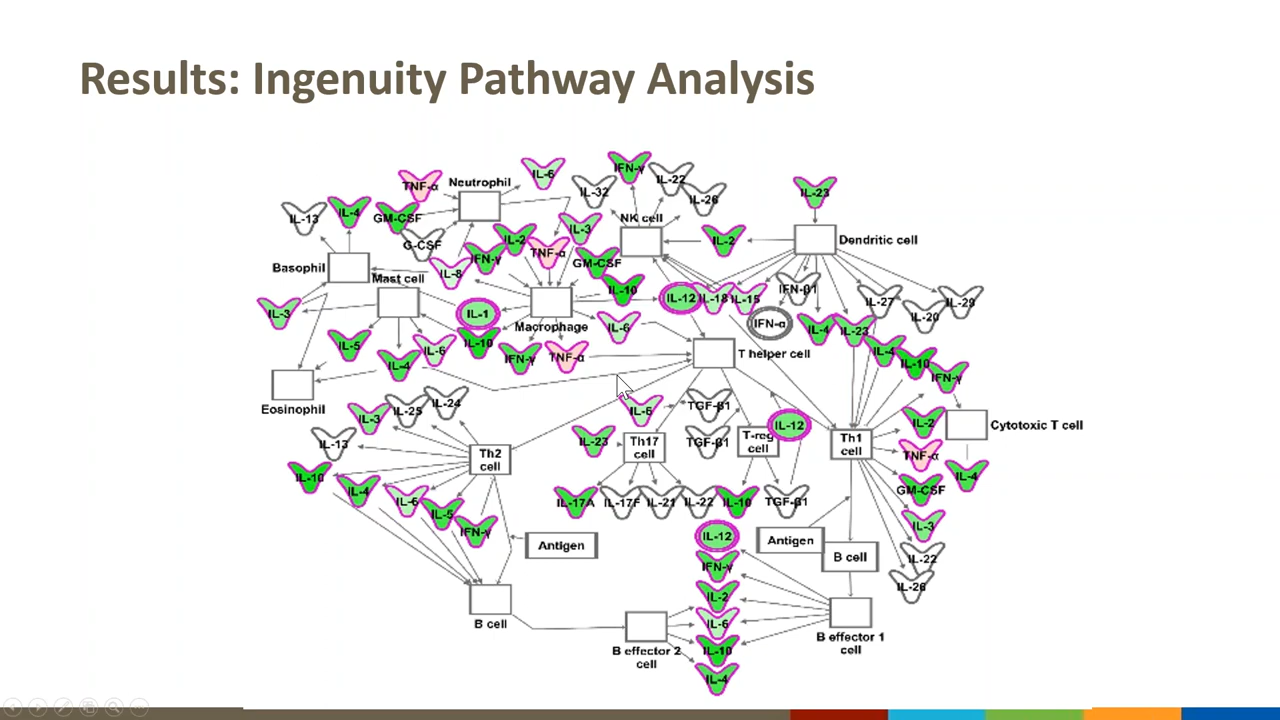 Results: Ingenuity Pathway Analysis
IL-6
IFN-γ
IL-22
TNF-α
Neutrophil
IL-32
IL-26
IL-23
IL-13
IL-4
GM-CSF
NK cell
IL-3
G-CSF
IL-2
TNF-α
IL-2
Dendritic cell
Basophil
Mast cell
IL-8
IFN-γ
GM-CSF
IL-10
IL-12
IL-18
IL-15
IFN-β1
IL-27
IL-29
IL-20
IL-3
IL-1
Macrophage
IL-6
IFN-α
IL-4
IL-23
IL-5
IL-4
IL-6
IL-10
IFN-γ
TNF-α
T helper cell
IL-4
IL-10
IFN-γ
Eosinophil
IL-3
IL-25
IL-24
IL-6
TGF-β1
IL-13
IL-23
Th17
cell
TGF-β1
T-reg
cell
IL-12
Th1
cell
IL-2
Cytotoxic T cell
TNF-α
IL-4
GM-CSF
IL-3
IL-22
IL-26
Th2
cell
IL-10
IL-4
IL-6
IL-5
IFN-γ
IL-17A
IL-17F
IL-21
IL-22
IL-10
TGF-β1
Antigen
IL-12
Antigen
B cell
IFN-γ
IL-2
IL-6
IL-10
IL-4
B cell
B effector 2
cell
B effector 1
cell